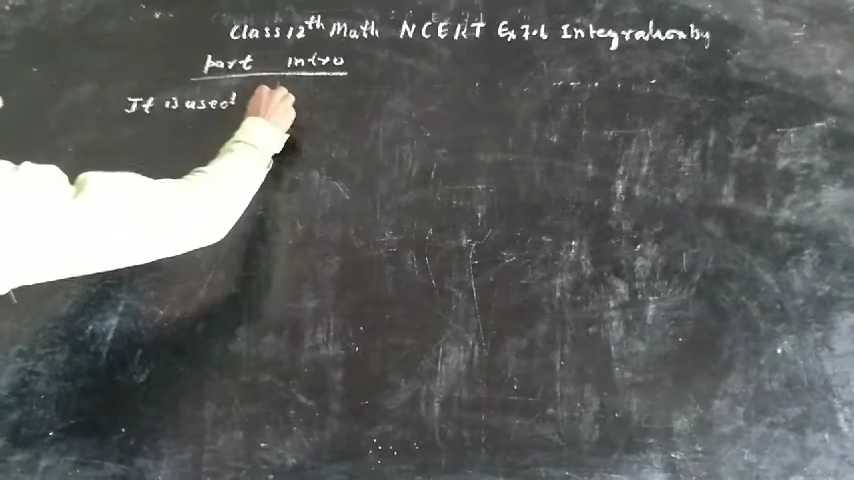 Class 12th Math NCERT Ex 7.6 Integration by
part intro
It is used